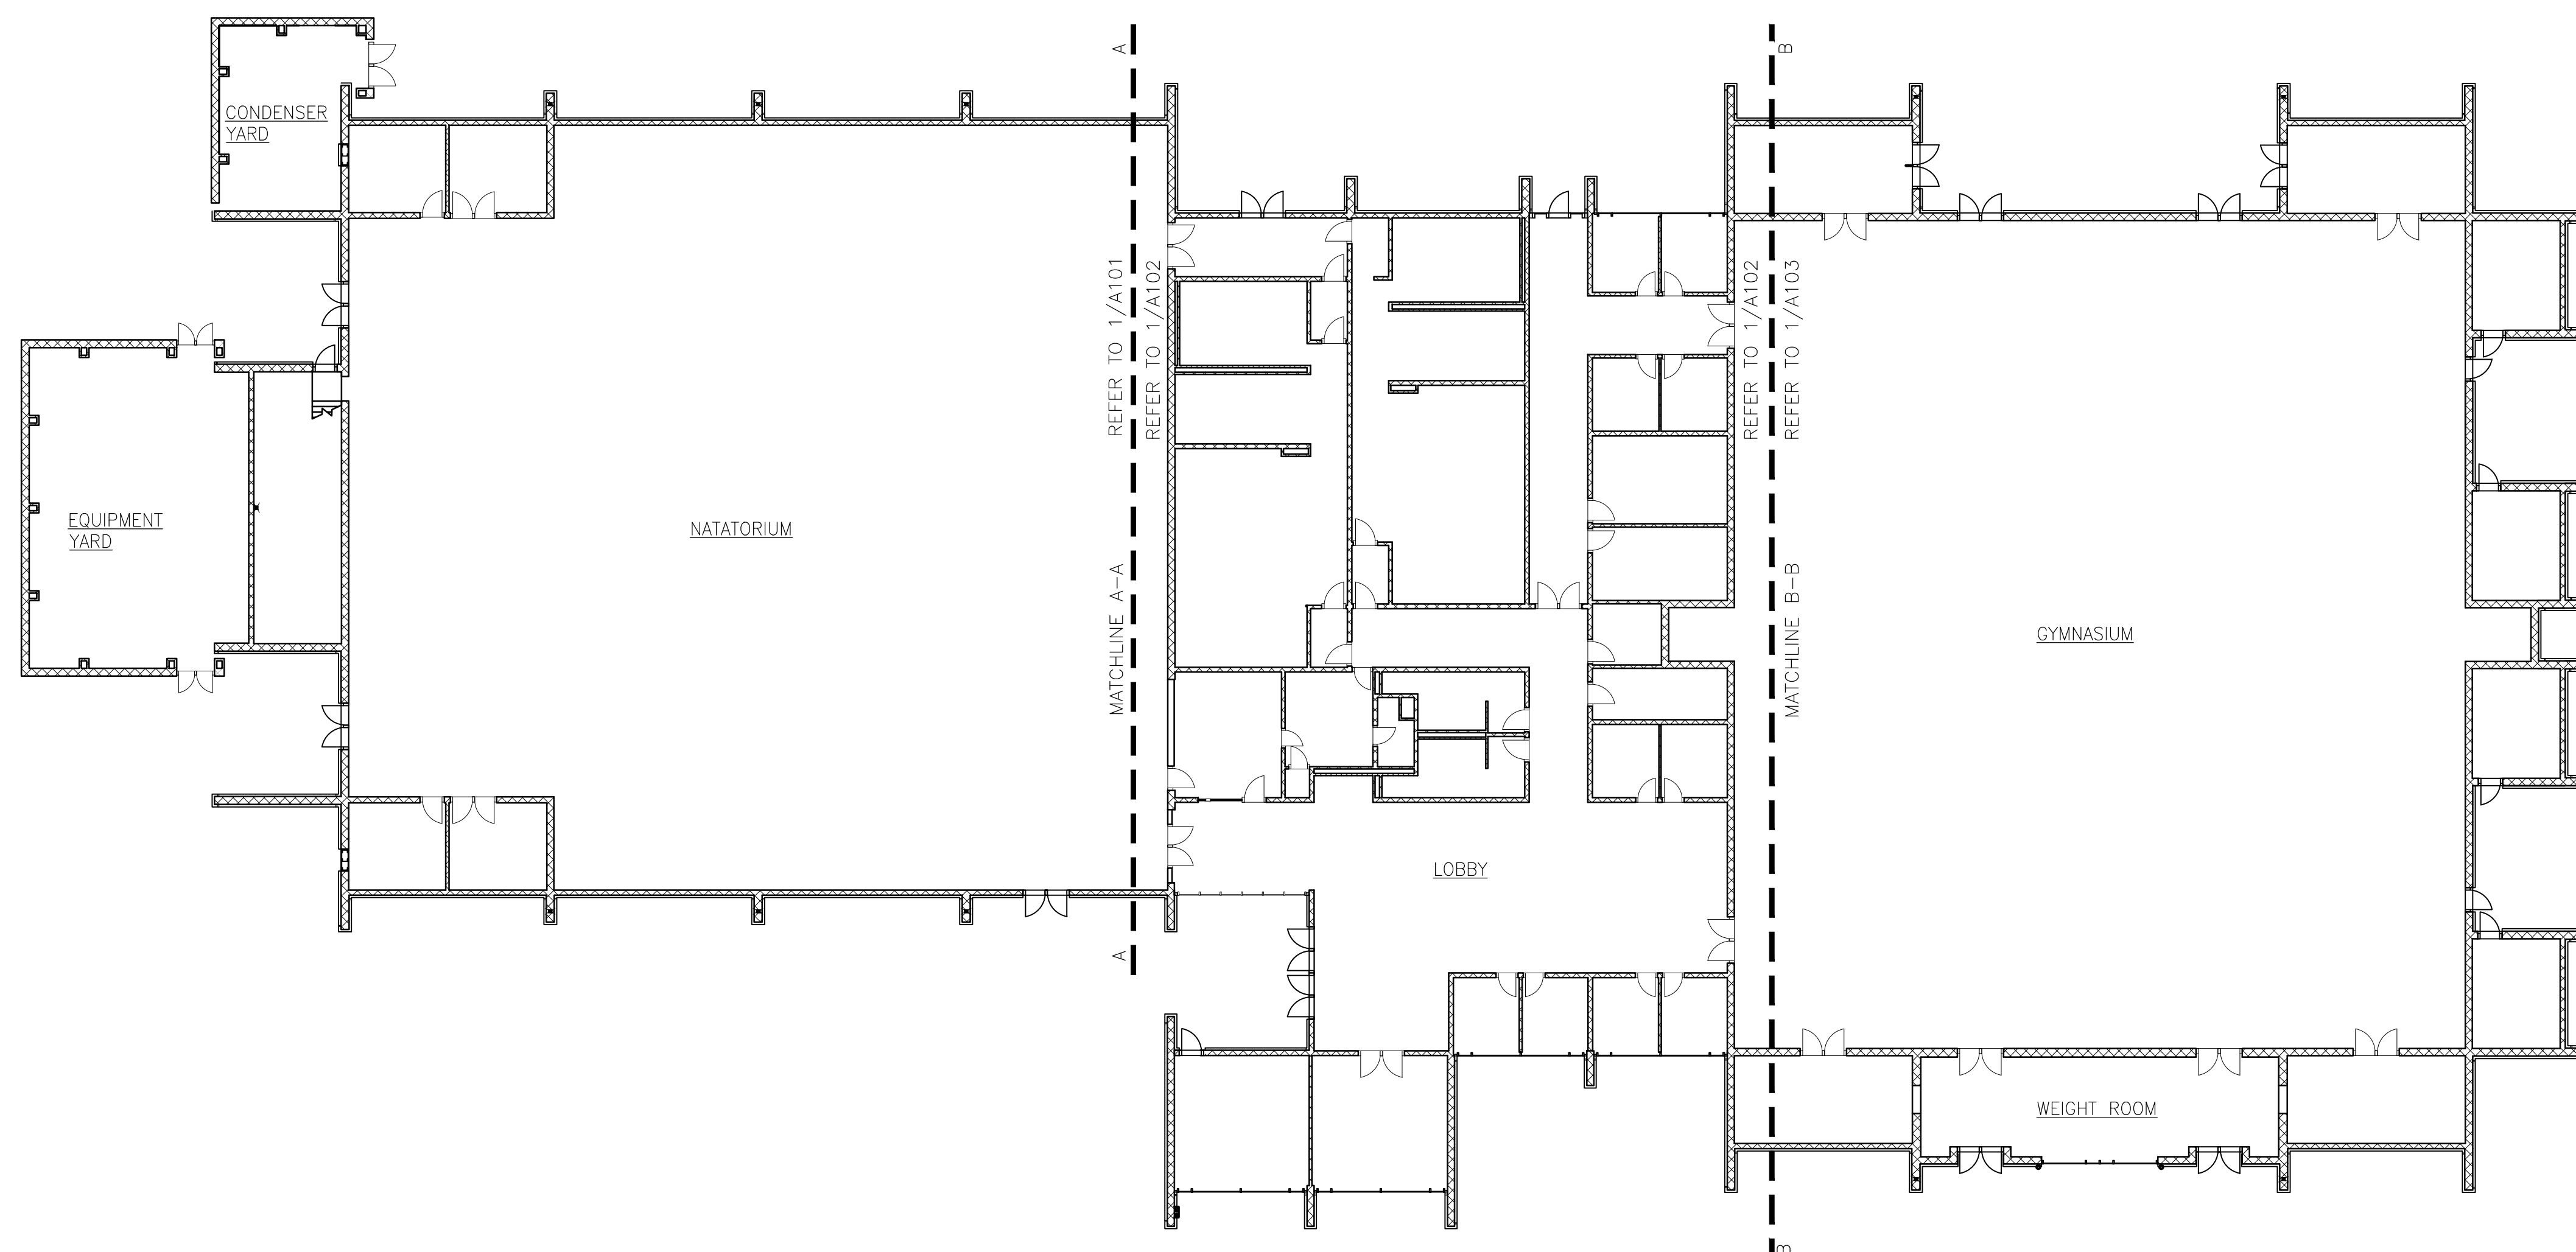 A
B
CONDENSER
YARD
REFER TO 1/A101
REFER TO 1/A102
REFER TO 1/A102
REFER TO 1/A103
EQUIPMENT
YARD
NATATORIUM
MATCHLINE A-A
MATCHLINE B-B
GYMNASIUM
LOBBY
A
WEIGHT ROOM
B